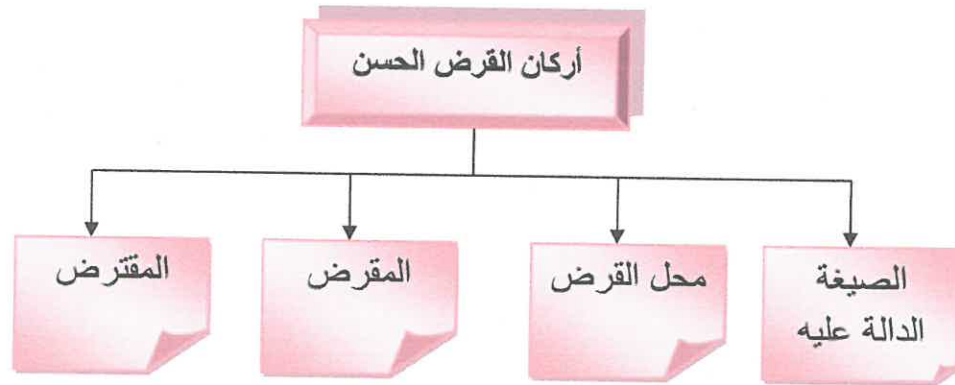 أركان القرض الحسن
الصيغة
الدالة عليه
محل القرض
المقرض
المقترض